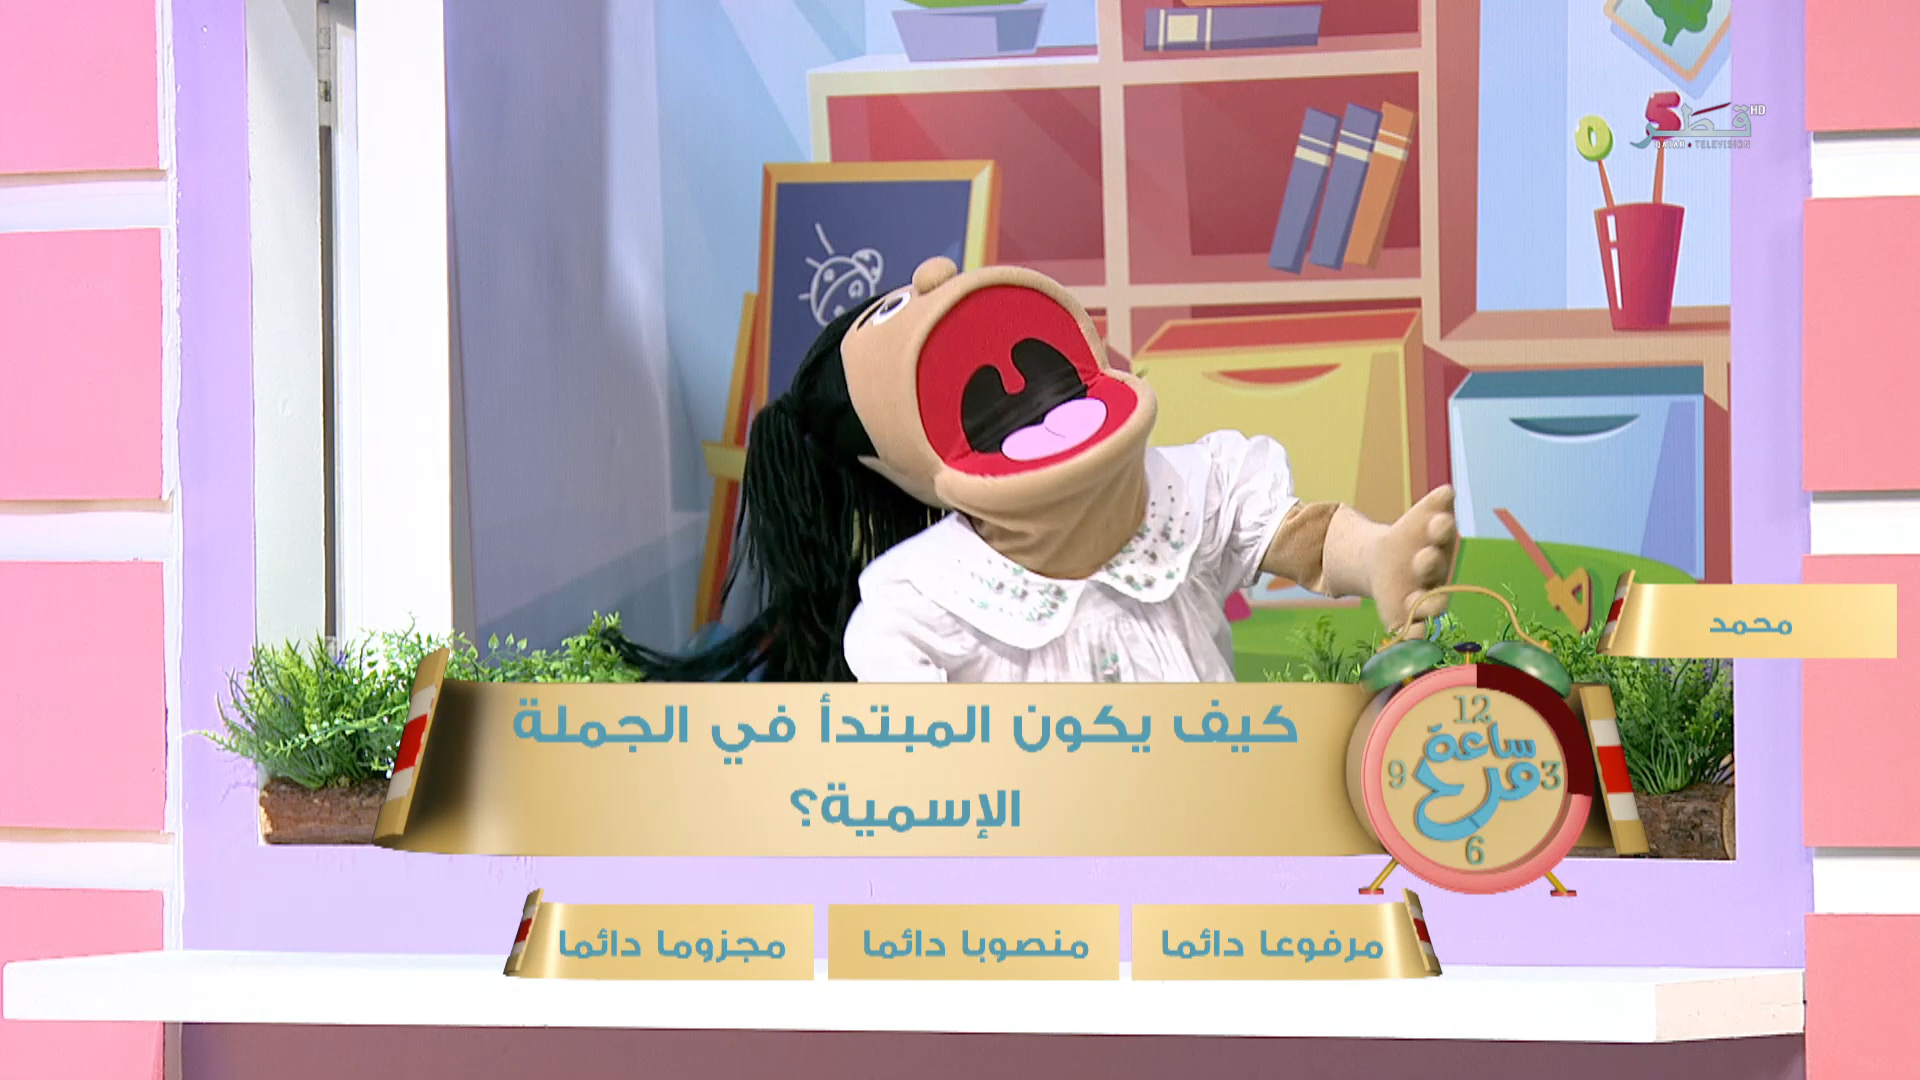 قطر HD
QATAR TELEVISION
محمد
كيف يكون المبتدأ في الجملة
الإسمية؟
12
3
6
9
ساعة
مرح
مرفوعا دائما
منصوبا دائما
مجزوما دائما